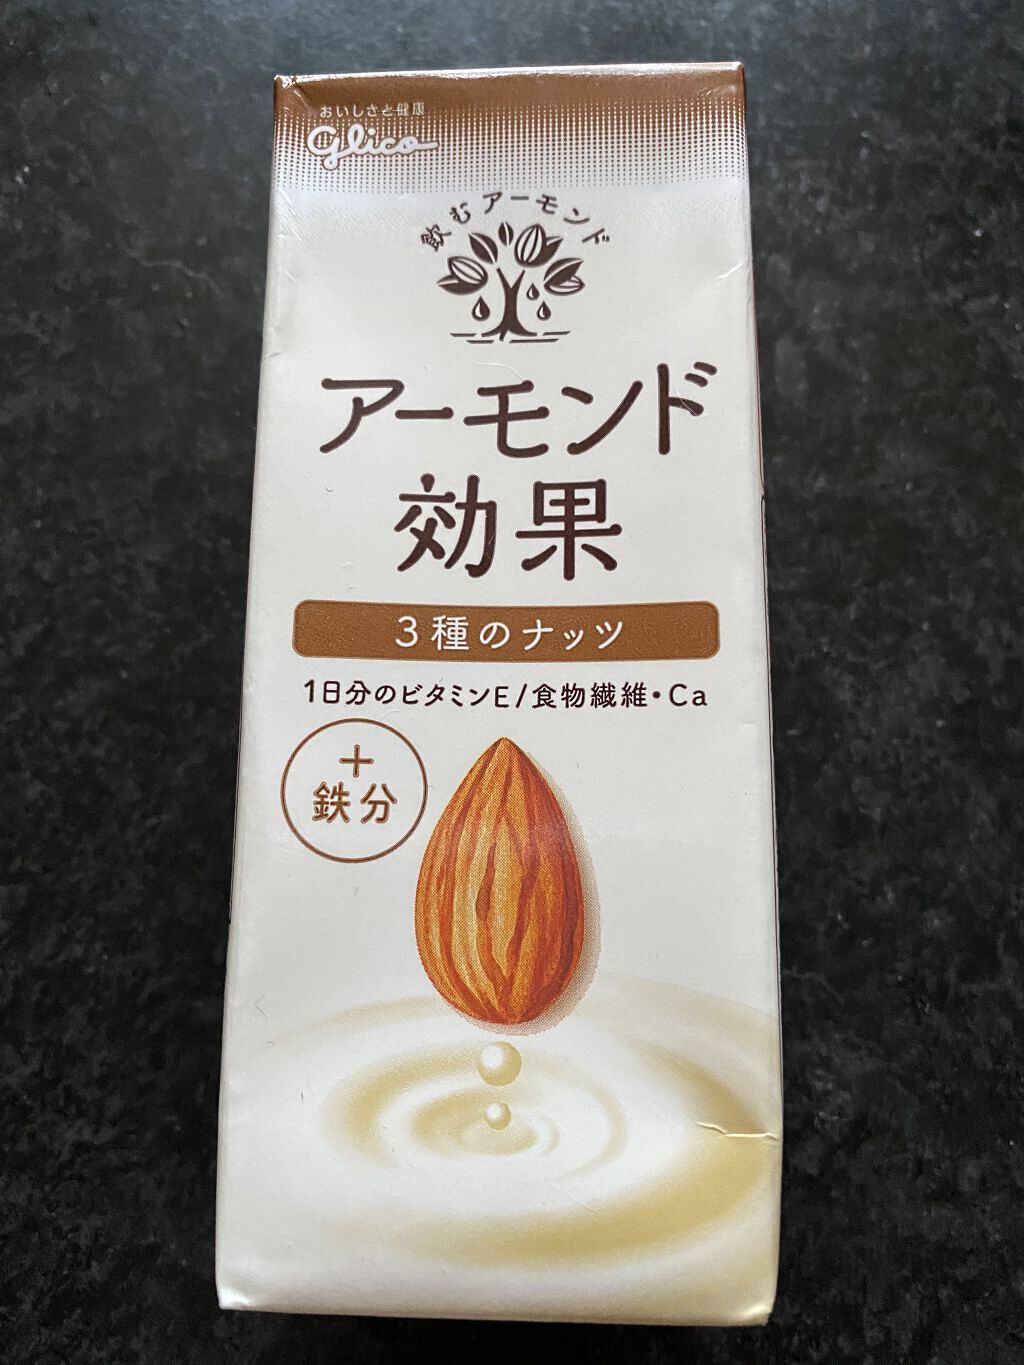 おいしさと健康
Glico
飲むアーモンド
アーモンド
効果
3種のナッツ
1日分のビタミンE/食物繊維・Ca
+
鉄分